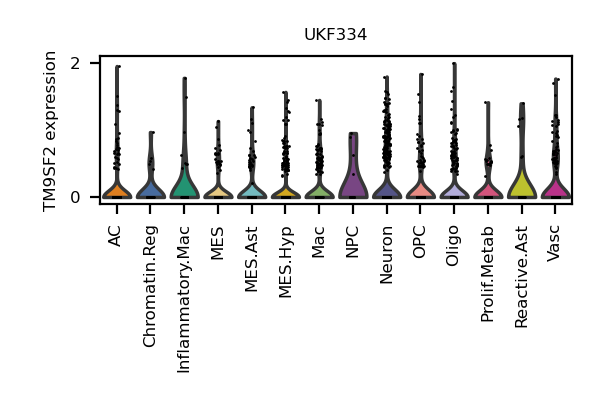 UKF334
TM9SF2 expression
2
0
AC
Chromatin.Reg
Inflammatory.Mac
MES
MES.Ast
MES.Hyp
Mac
NPC
Neuron
OPC
Oligo
Prolif.Metab
Reactive.Ast
Vasc